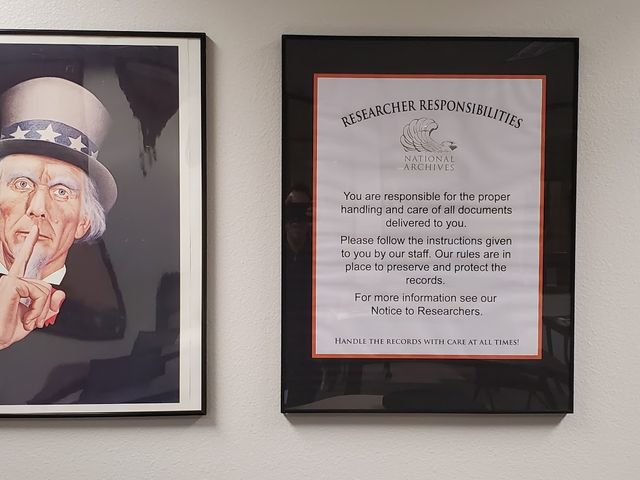 RESEARCHER RESPONSIBILITIES
NATIONAL
ARCHIVES
You are responsible for the proper
handling and care of all documents
delivered to you.
Please follow the instructions given
to you by our staff. Our rules are in
place to preserve and protect the
records.
For more information see our
Notice to Researchers.
HANDLE THE RECORDS WITH CARE AT ALL TIMES!